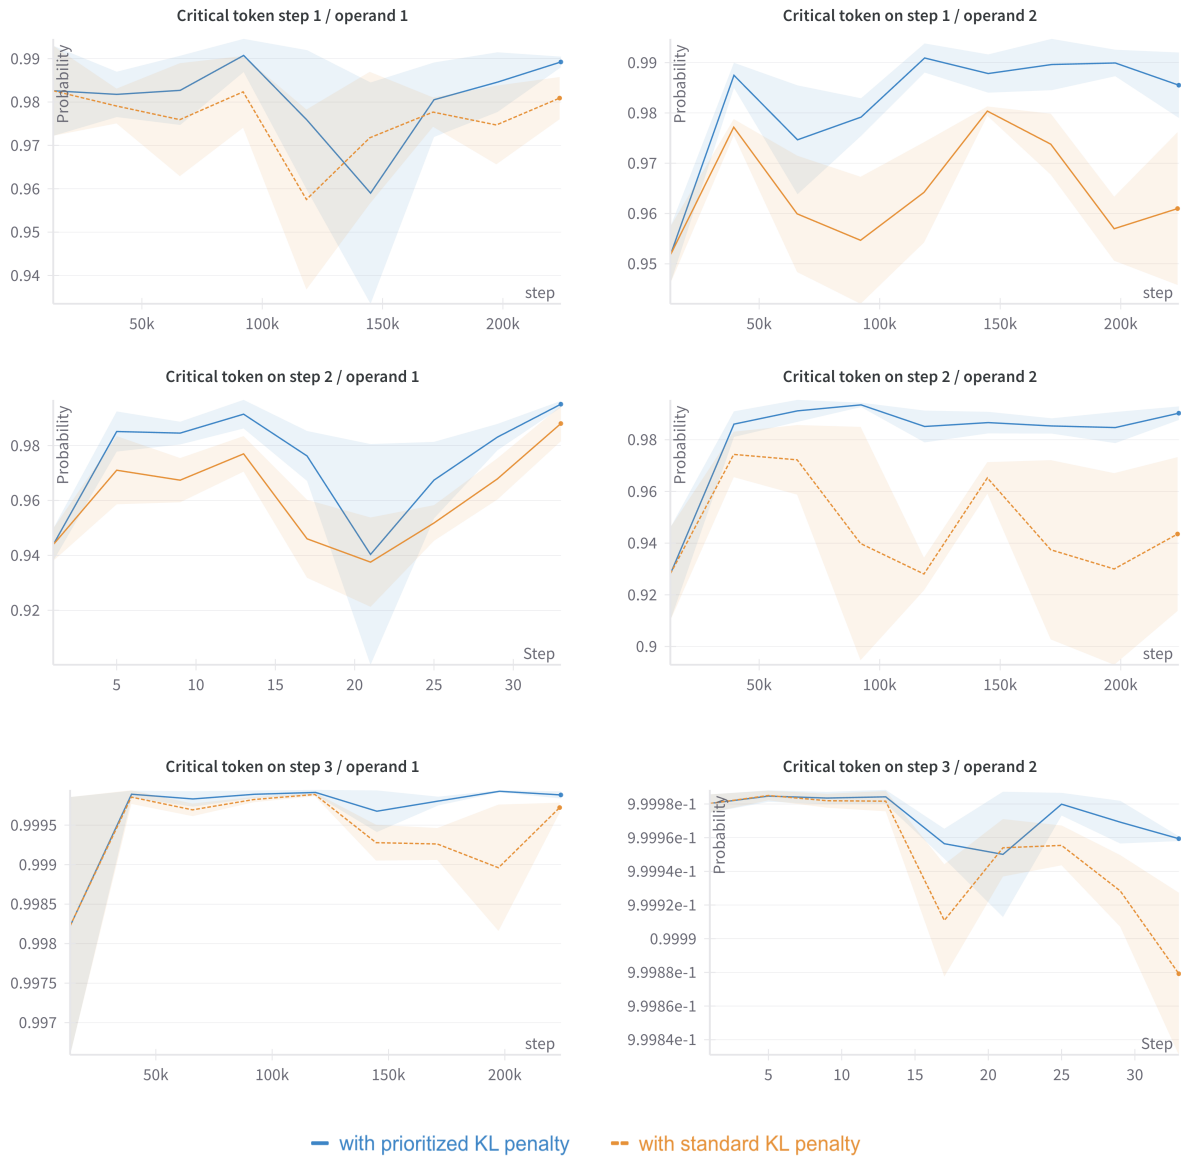 Critical token step 1 / operand 1
Probability
0.99
0.98
0.97
0.96
0.95
0.94
step
50k 100k 150k 200k
Critical token on step 1 / operand 2
Probability
0.99
0.98
0.97
0.96
0.95
step
50k 100k 150k 200k
Critical token on step 2 / operand 1
Probability
0.98
0.96
0.94
0.92
Step
5 10 15 20 25 30
Critical token on step 2 / operand 2
Probability
0.98
0.96
0.94
0.92
0.9
step
50k 100k 150k 200k
Critical token on step 3 / operand 1
0.9995
0.999
0.9985
0.998
0.9975
0.997
step
50k 100k 150k 200k
Critical token on step 3 / operand 2
Probability
9.9998e-1
9.9996e-1
9.9994e-1
9.9992e-1
0.9999
9.9988e-1
9.9986e-1
9.9984e-1
Step
5 10 15 20 25 30
with prioritized KL penalty with standard KL penalty